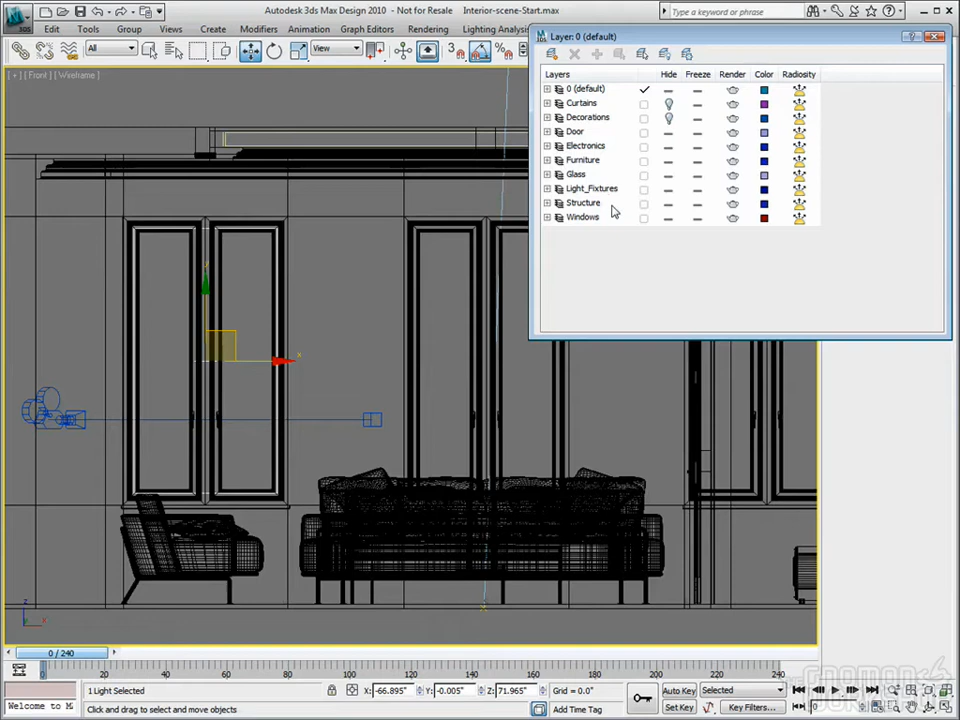 Autodesk 3ds Max Design 2010 - Not for Resale Interior-scene-Start.max
Type a keyword or phrase
Edit Tools Group Views Create Modifiers Animation Graph Editors Rendering Lighting Analysis
All
View
Layer: 0 (default)
Layers Hide Freeze Render Color Radiosity
0 (default)
Curtains
Decorations
Door
Electronics
Furniture
Glass
Light_Fixtures
Structure
Windows
[ + ] [ Front ] [ Wireframe ]
x
z
x
0 / 240
0 20 40 60 80 100 120 140 160 180 200 220 240
1 Light Selected X: -66.895" Y: -0.005" Z: 71.965" Grid = 0.0" Auto Key Selected
Welcome to M Click and drag to select and move objects Add Time Tag Set Key Key Filters... 0